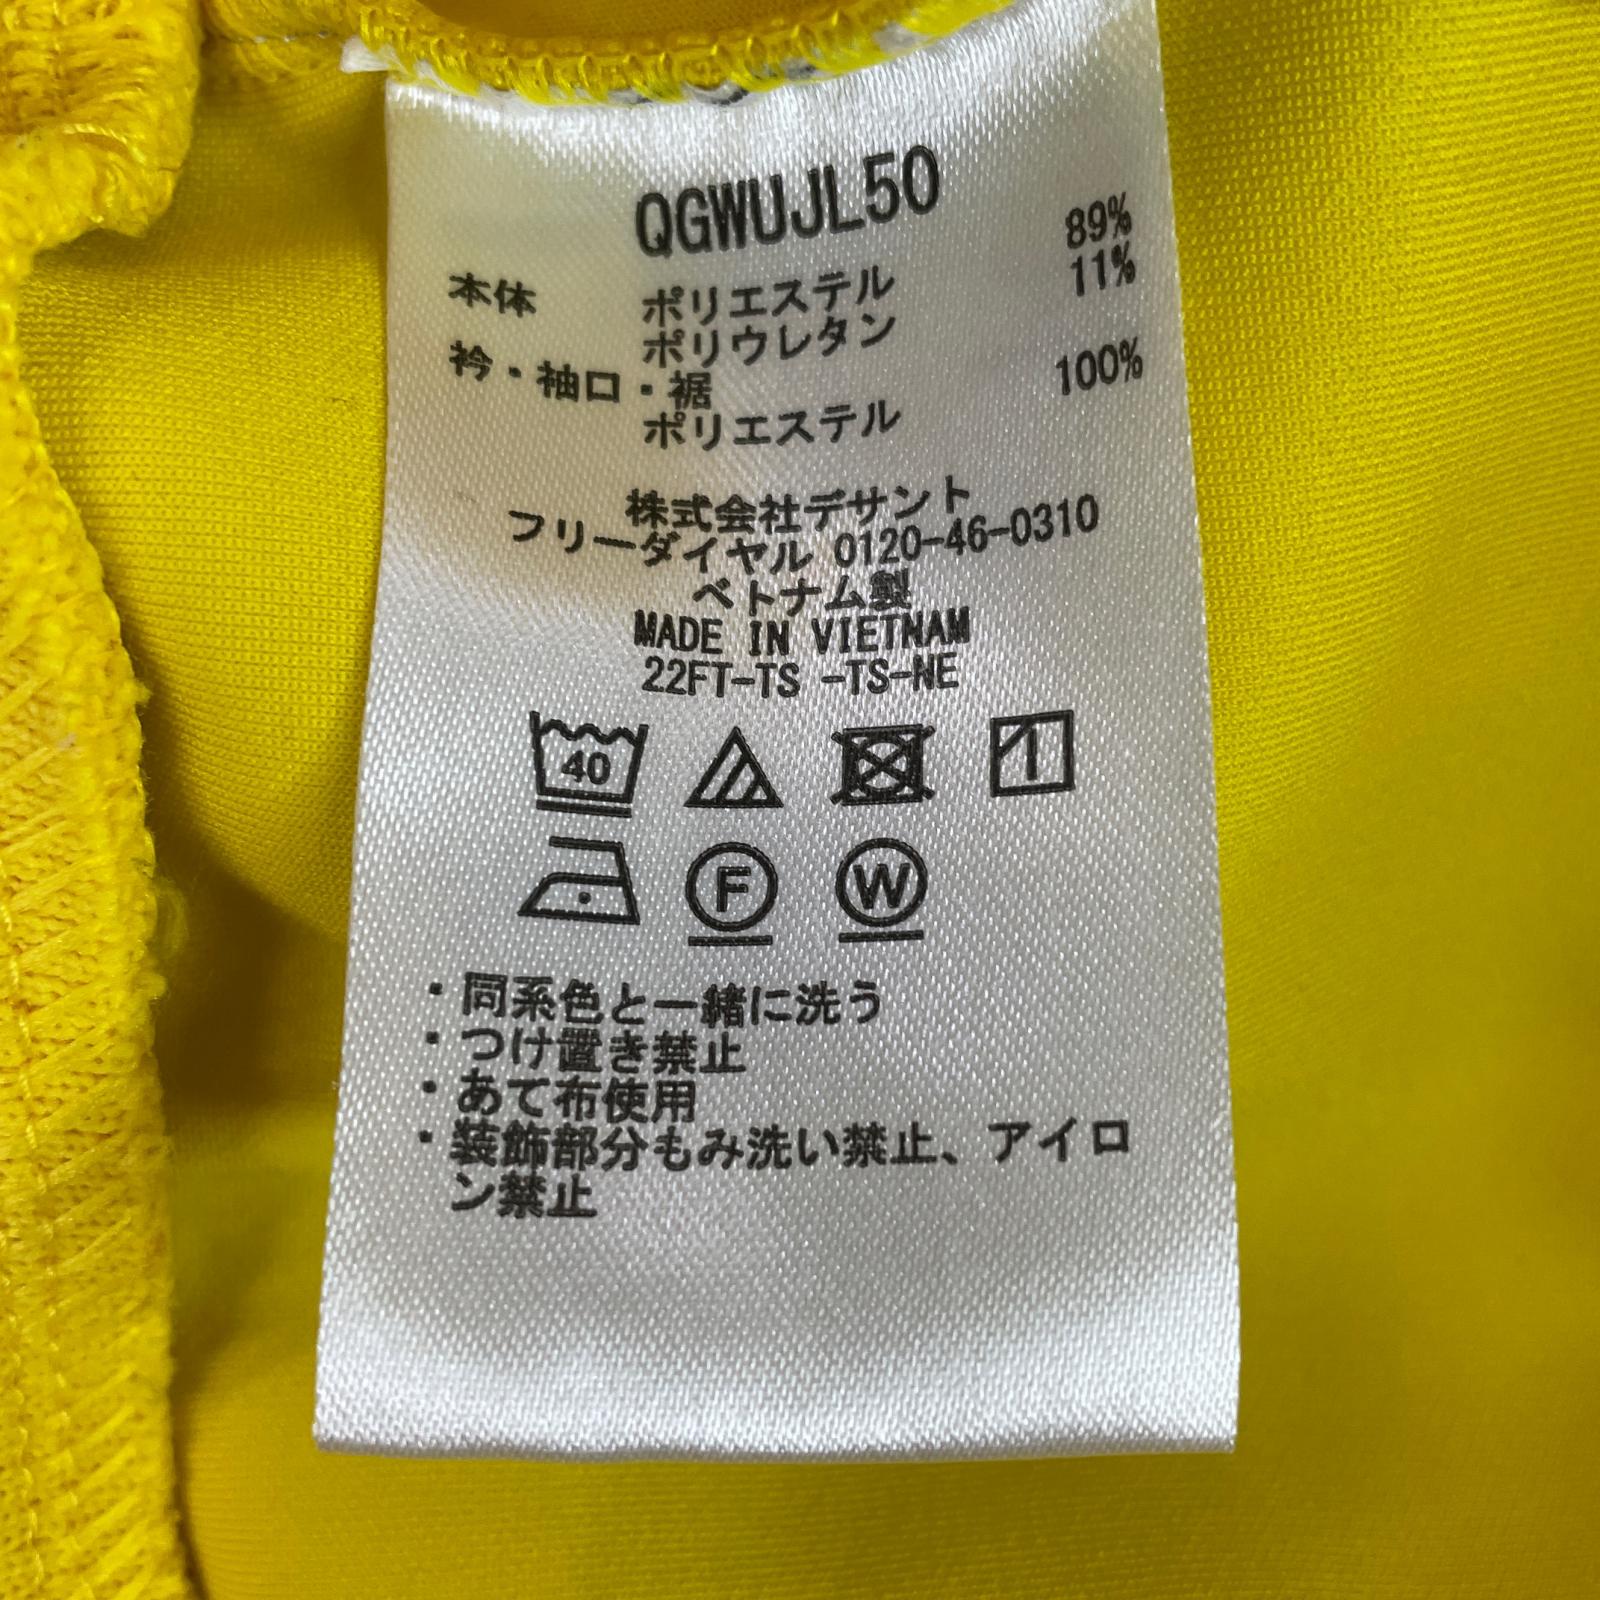 QGWUJL50
本体 ポリエステル 89%
ポリウレタン 11%
衿・袖口・裾
ポリエステル 100%
株式会社デサント
フリーダイヤル 0120-46-0310
ベトナム製
MADE IN VIETNAM
22FT-TS -TS-NE
40
1
F W
・同系色と一緒に洗う
・つけ置き禁止
・あて布使用
・装飾部分もみ洗い禁止、アイロ
ン禁止